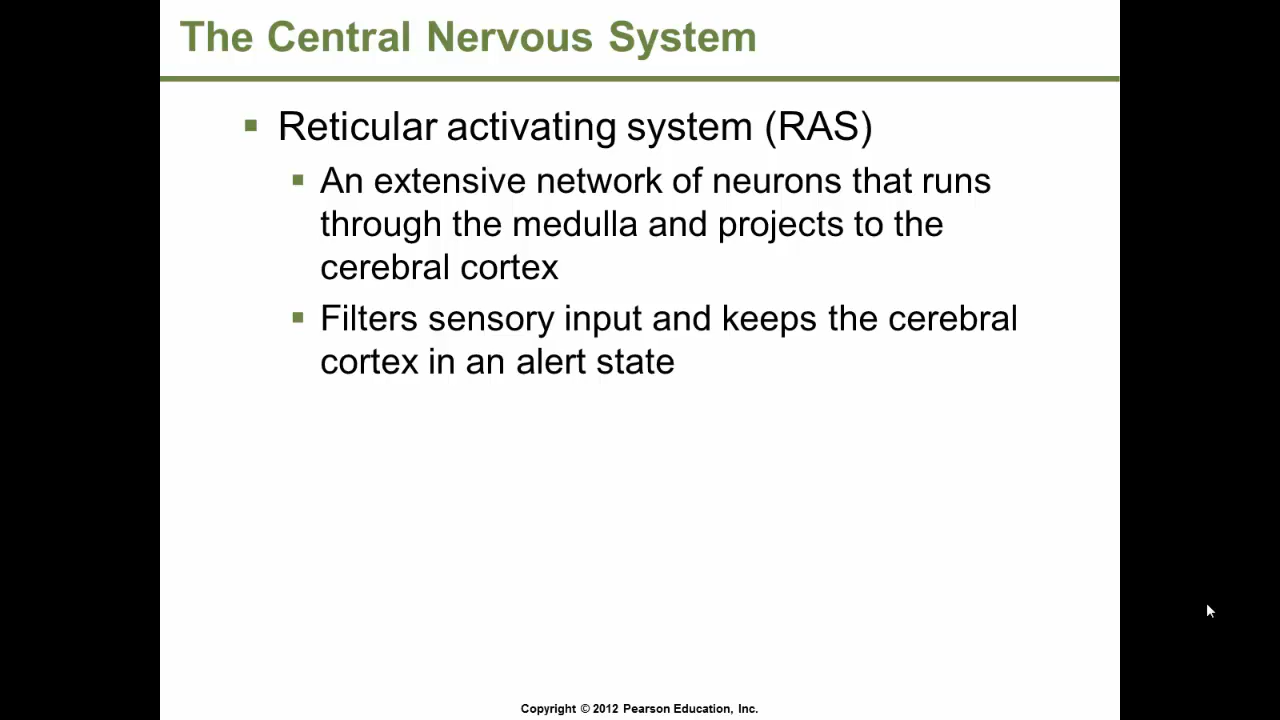 The Central Nervous System
▪ Reticular activating system (RAS)
▪ An extensive network of neurons that runs
through the medulla and projects to the
cerebral cortex
▪ Filters sensory input and keeps the cerebral
cortex in an alert state
Copyright © 2012 Pearson Education, Inc.